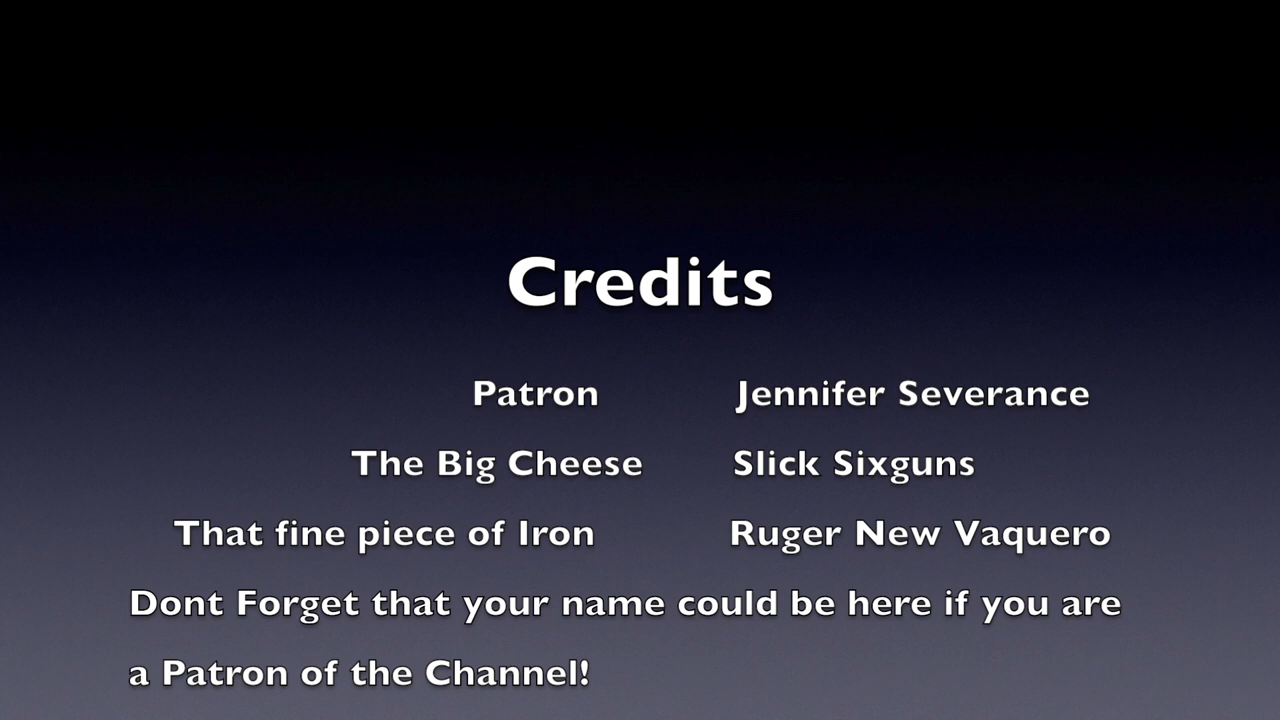 Credits
Patron Jennifer Severance
The Big Cheese Slick Sixguns
That fine piece of Iron Ruger New Vaquero
Dont Forget that your name could be here if you are
a Patron of the Channel!